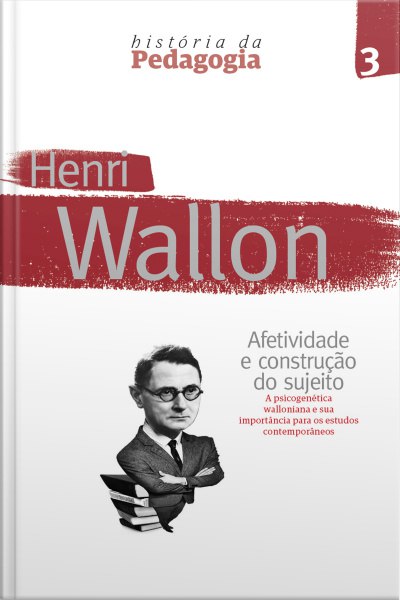 história da
Pedagogia
3
Henri
Wallon
Afetividade
e construção
do sujeito
A psicogenética
walloniana e sua
importância para os estudos
contemporâneos